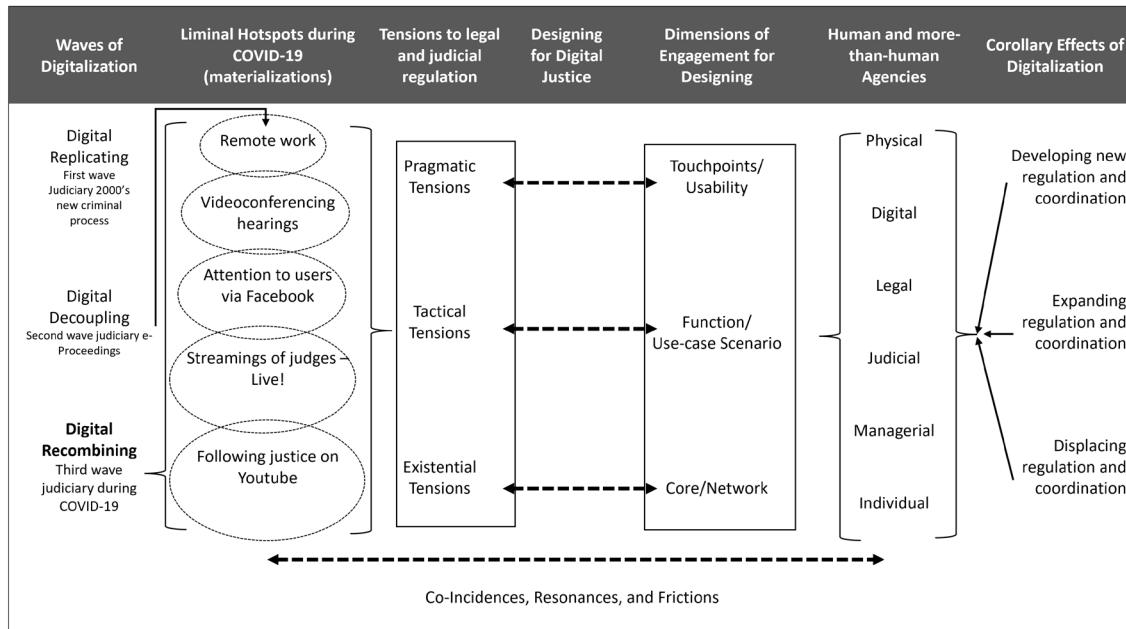 Waves of
Digitalization
Liminal Hotspots during
COVID-19
(materializations)
Tensions to legal
and judicial
regulation
Designing
for Digital
Justice
Dimensions of
Engagement for
Designing
Human and more-
than-human
Agencies
Corollary Effects of
Digitalization
Digital
Replicating
First wave
Judiciary 2000's
new criminal
process
Digital
Decoupling
Second wave judiciary e-
Proceedings
Digital
Recombining
Third wave
judiciary during
COVID-19
Remote work
Videoconferencing
hearings
Attention to users
via Facebook
Streamings of judges –
Live!
Following justice on
Youtube
Pragmatic
Tensions
Tactical
Tensions
Existential
Tensions
Touchpoints/
Usability
Function/
Use-case Scenario
Core/Network
Physical
Digital
Legal
Judicial
Managerial
Individual
Developing new
regulation and
coordination
Expanding
regulation and
coordination
Displacing
regulation and
coordination
Co-Incidences, Resonances, and Frictions